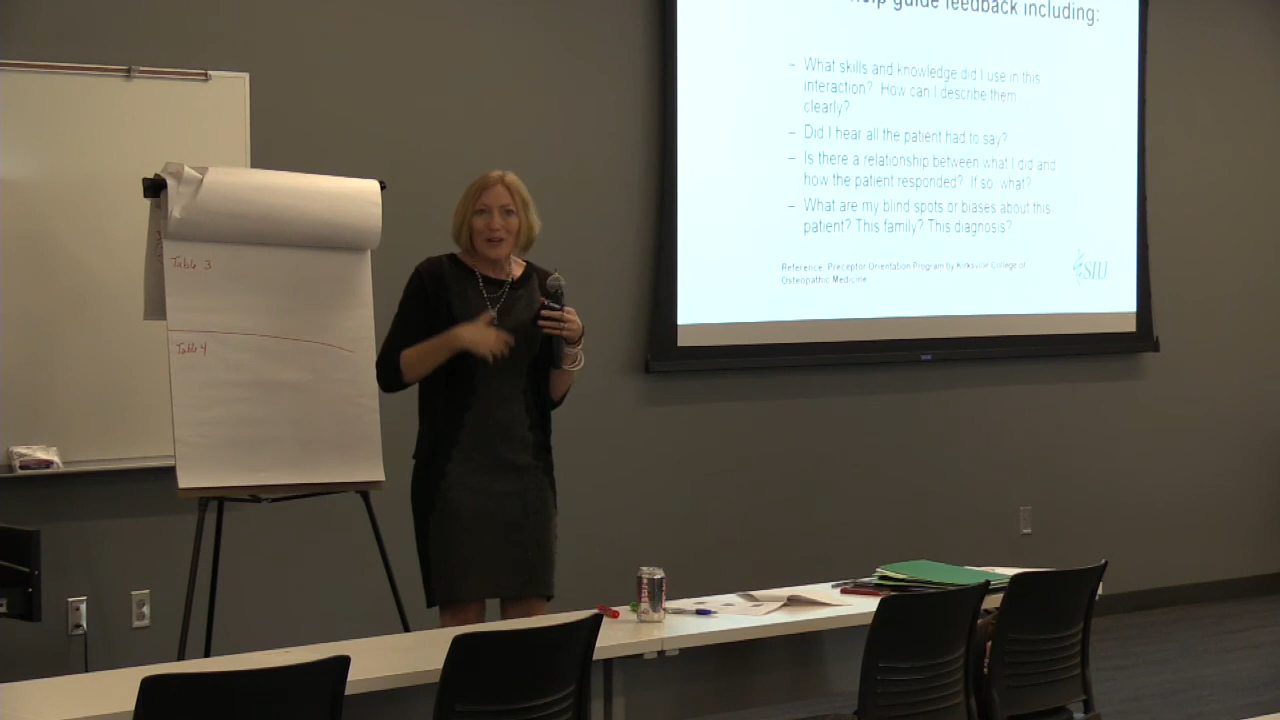 help guide feedback including:
– What skills and knowledge did I use in this
interaction? How can I describe them
clearly?
– Did I hear all the patient had to say?
– Is there a relationship between what I did and
how the patient responded? If so, what?
– What are my blind spots or biases about this
patient? This family? This diagnosis?
Reference: Preceptor Orientation Program by Kirksville College of
Osteopathic Medicine
SIU
Table 3
Table 4